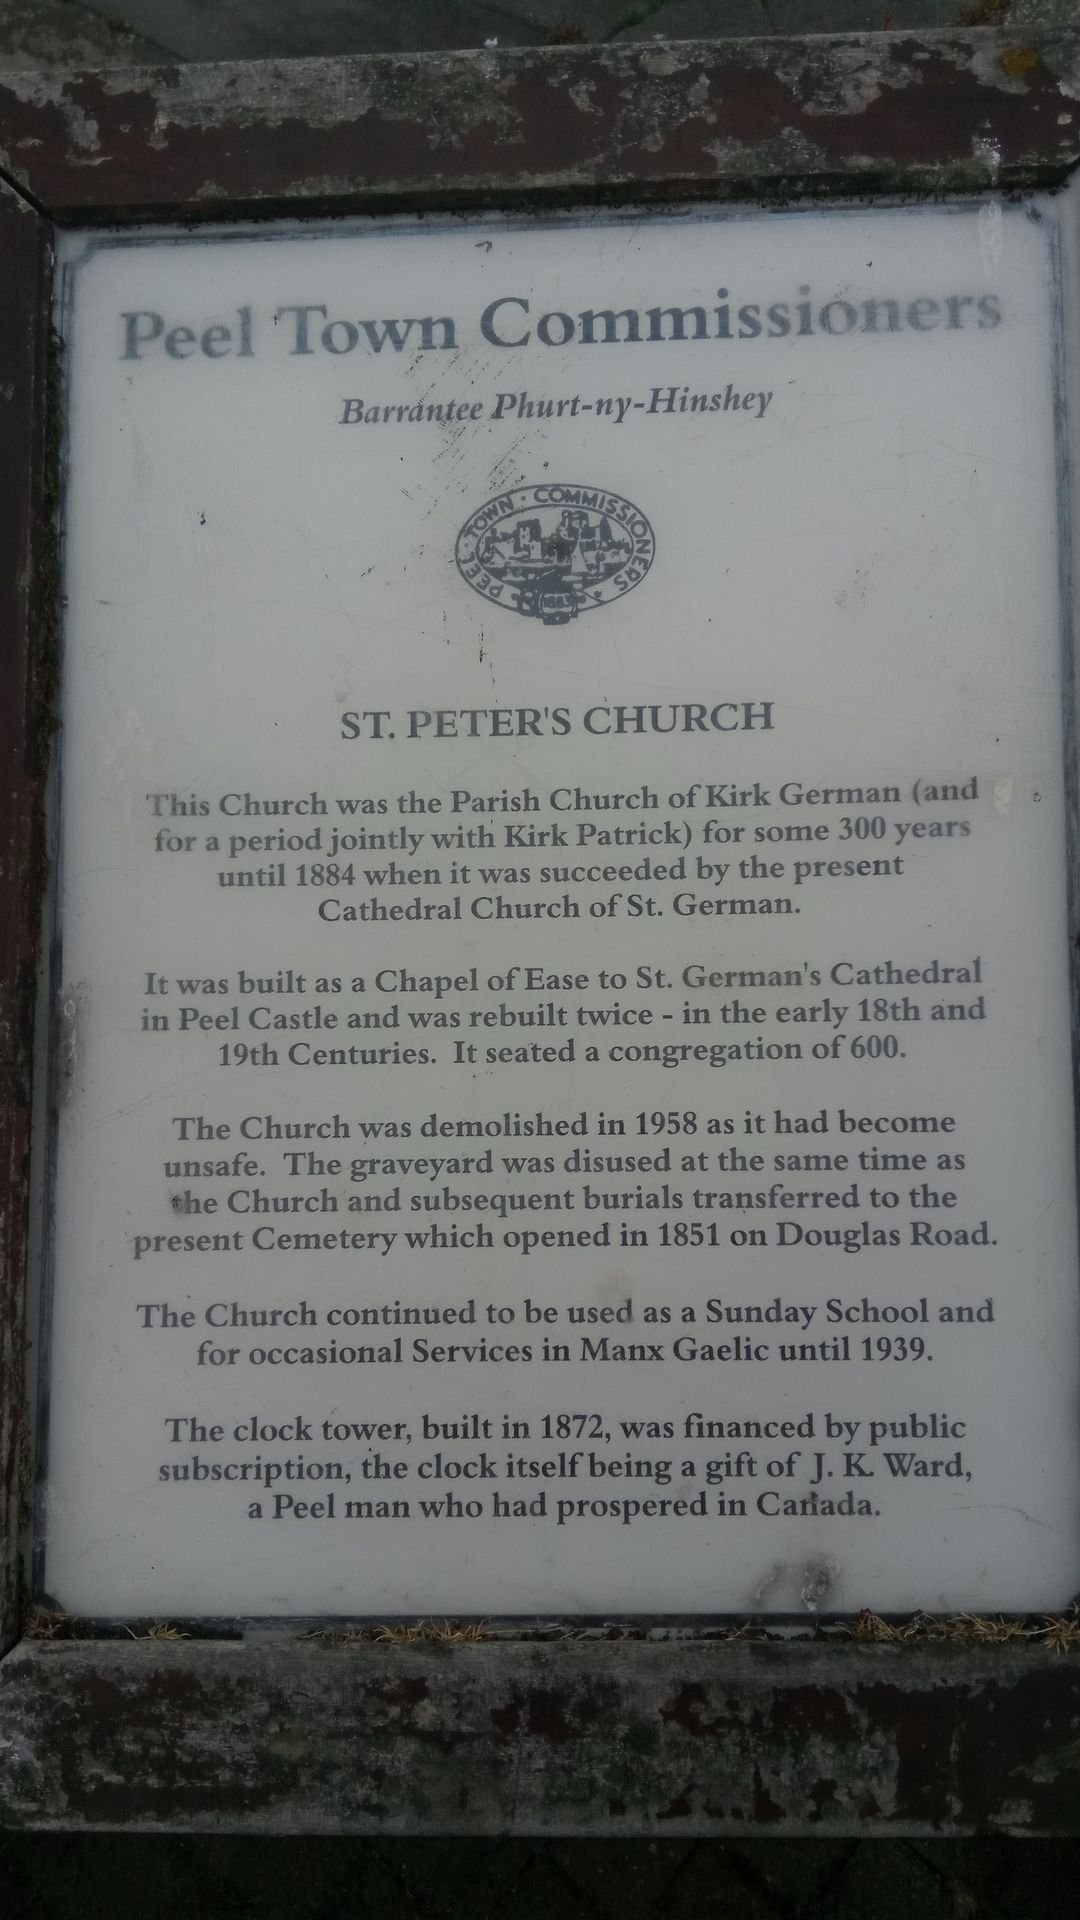 Peel Town Commissioners
Barrantee Phurt-ny-Hinshey
PEEL · TOWN · COMMISSIONERS
ST. PETER'S CHURCH
This Church was the Parish Church of Kirk German (and
for a period jointly with Kirk Patrick) for some 300 years
until 1884 when it was succeeded by the present
Cathedral Church of St. German.
It was built as a Chapel of Ease to St. German's Cathedral
in Peel Castle and was rebuilt twice - in the early 18th and
19th Centuries. It seated a congregation of 600.
The Church was demolished in 1958 as it had become
unsafe. The graveyard was disused at the same time as
the Church and subsequent burials transferred to the
present Cemetery which opened in 1851 on Douglas Road.
The Church continued to be used as a Sunday School and
for occasional Services in Manx Gaelic until 1939.
The clock tower, built in 1872, was financed by public
subscription, the clock itself being a gift of J. K. Ward,
a Peel man who had prospered in Canada.